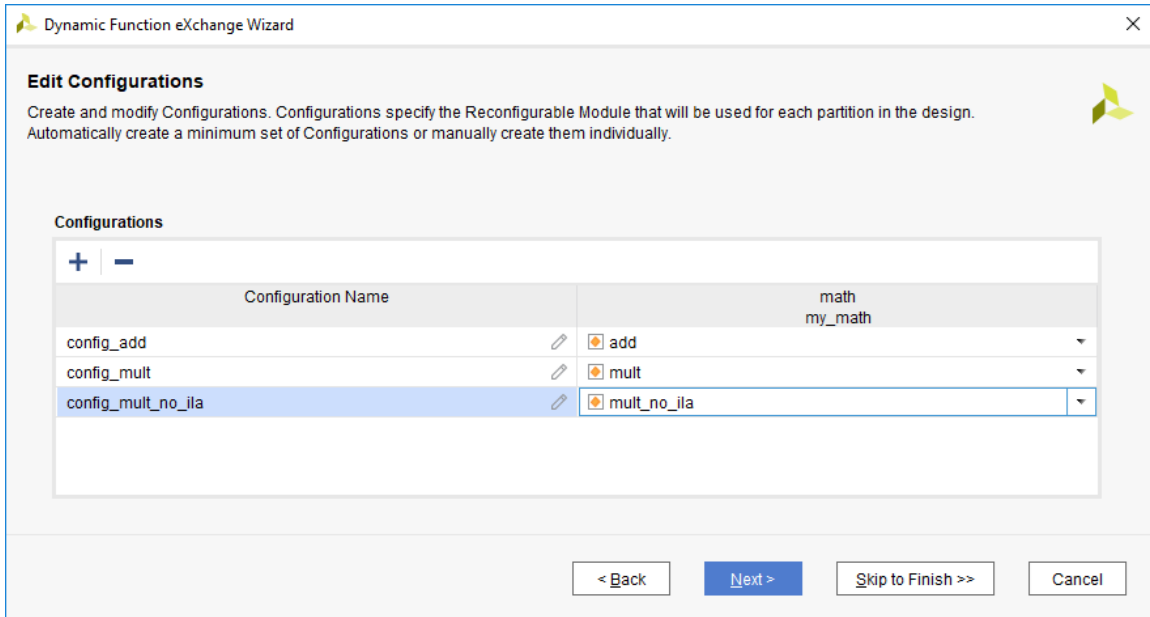 Dynamic Function eXchange Wizard
Edit Configurations
Create and modify Configurations. Configurations specify the Reconfigurable Module that will be used for each partition in the design.
Automatically create a minimum set of Configurations or manually create them individually.
Configurations
Configuration Name math
my_math
config_add add
config_mult mult
config_mult_no_ila mult_no_ila
< Back Next > Skip to Finish >> Cancel